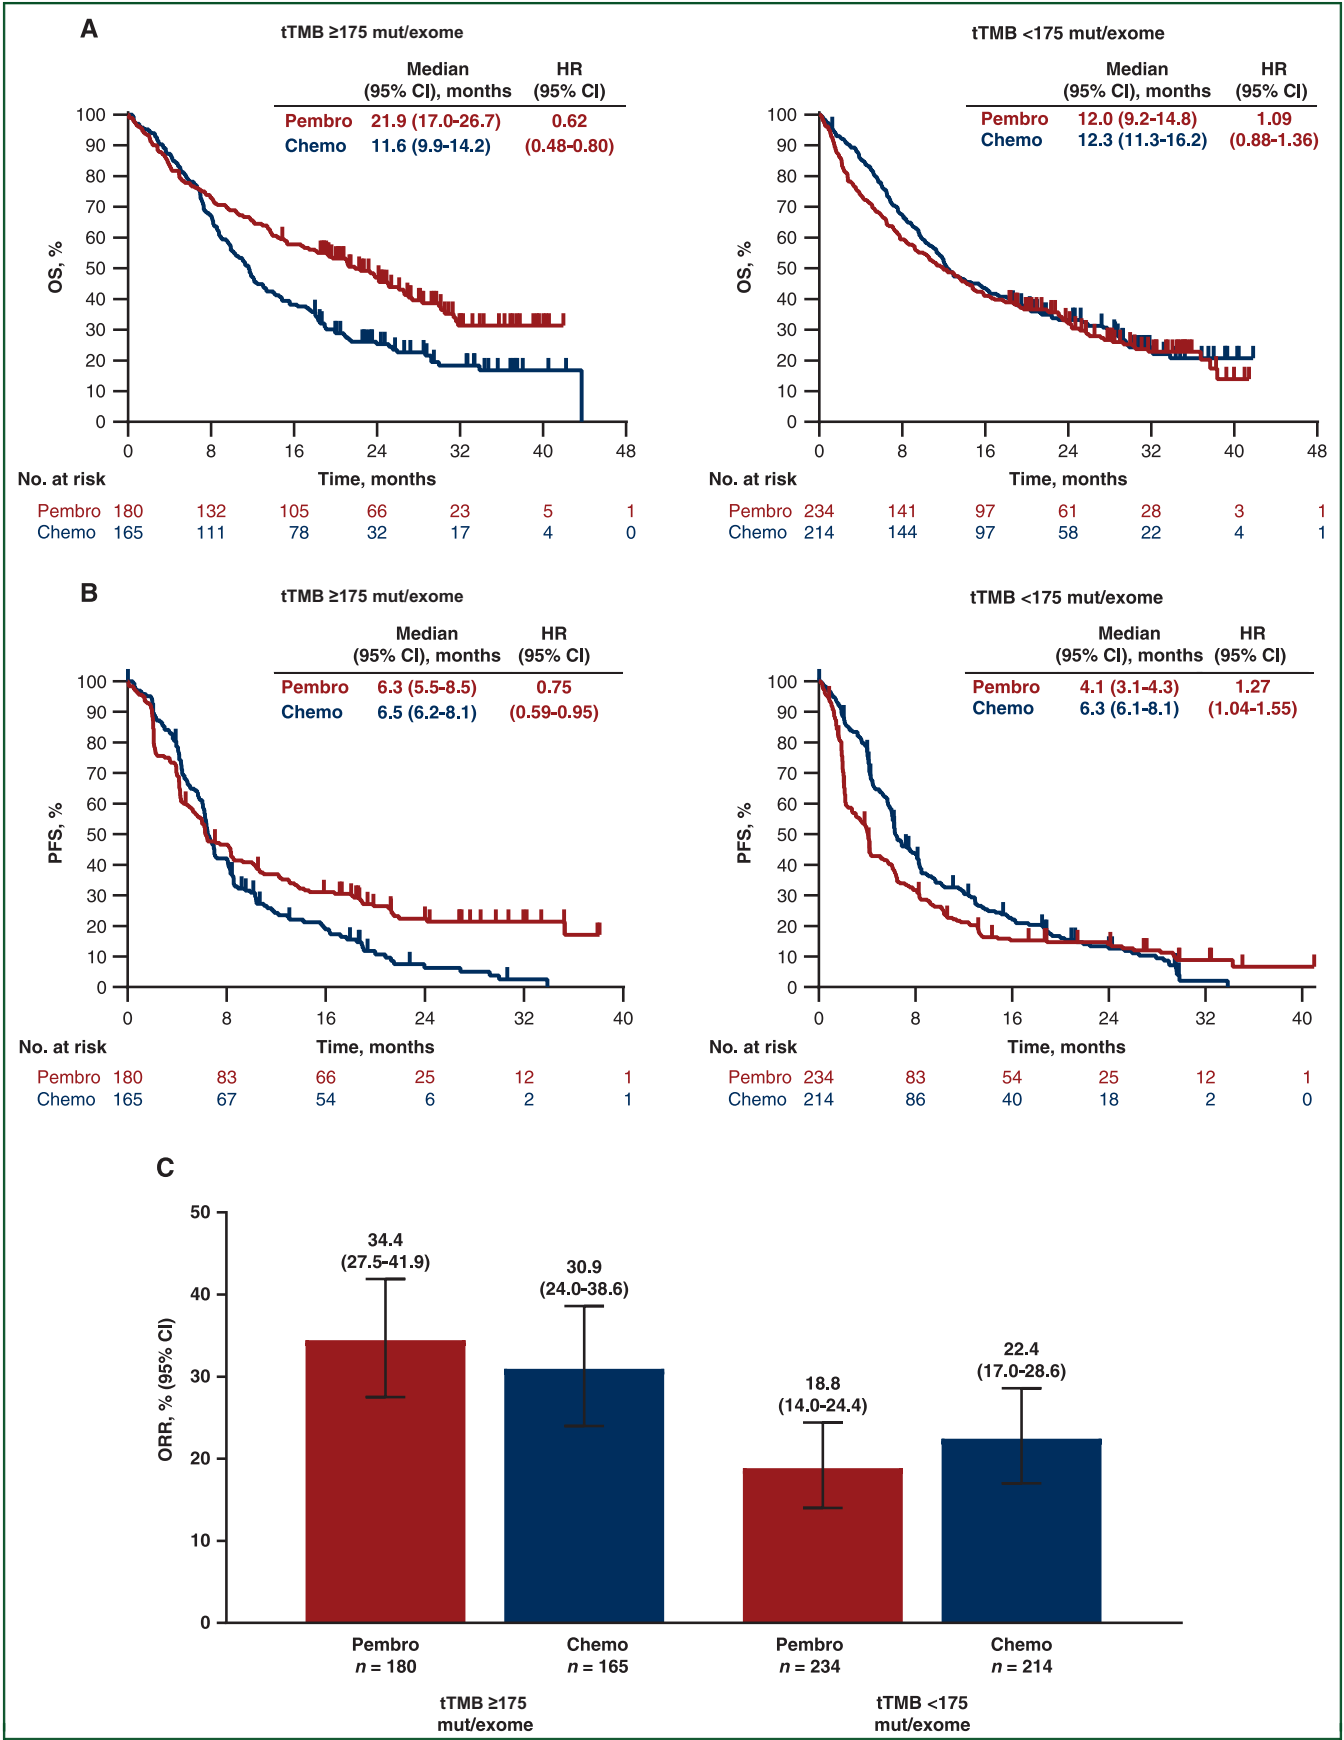 A
tTMB ≥175 mut/exome
Median HR
(95% CI), months (95% CI)
Pembro 21.9 (17.0-26.7) 0.62
Chemo 11.6 (9.9-14.2) (0.48-0.80)
100
90
80
70
60
50
40
30
20
10
0
OS, %
0 8 16 24 32 40 48
No. at risk Time, months
Pembro 180 132 105 66 23 5 1
Chemo 165 111 78 32 17 4 0
tTMB <175 mut/exome
Median HR
(95% CI), months (95% CI)
Pembro 12.0 (9.2-14.8) 1.09
Chemo 12.3 (11.3-16.2) (0.88-1.36)
100
90
80
70
60
50
40
30
20
10
0
OS, %
0 8 16 24 32 40 48
No. at risk Time, months
Pembro 234 141 97 61 28 3 1
Chemo 214 144 97 58 22 4 1
B
tTMB ≥175 mut/exome
Median HR
(95% CI), months (95% CI)
Pembro 6.3 (5.5-8.5) 0.75
Chemo 6.5 (6.2-8.1) (0.59-0.95)
100
90
80
70
60
50
40
30
20
10
0
PFS, %
0 8 16 24 32 40
No. at risk Time, months
Pembro 180 83 66 25 12 1
Chemo 165 67 54 6 2 1
tTMB <175 mut/exome
Median HR
(95% CI), months (95% CI)
Pembro 4.1 (3.1-4.3) 1.27
Chemo 6.3 (6.1-8.1) (1.04-1.55)
100
90
80
70
60
50
40
30
20
10
0
PFS, %
0 8 16 24 32 40
No. at risk Time, months
Pembro 234 83 54 25 12 1
Chemo 214 86 40 18 2 0
C
50
40
30
20
10
0
ORR, % (95% CI)
34.4
(27.5-41.9)
30.9
(24.0-38.6)
18.8
(14.0-24.4)
22.4
(17.0-28.6)
Pembro Chemo Pembro Chemo
n = 180 n = 165 n = 234 n = 214
tTMB ≥175 tTMB <175
mut/exome mut/exome